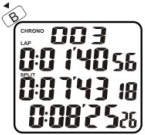 B
CHRONO
003
LAP
0:01'40 56
SPLIT
0:07'43 18
0:08'25 26